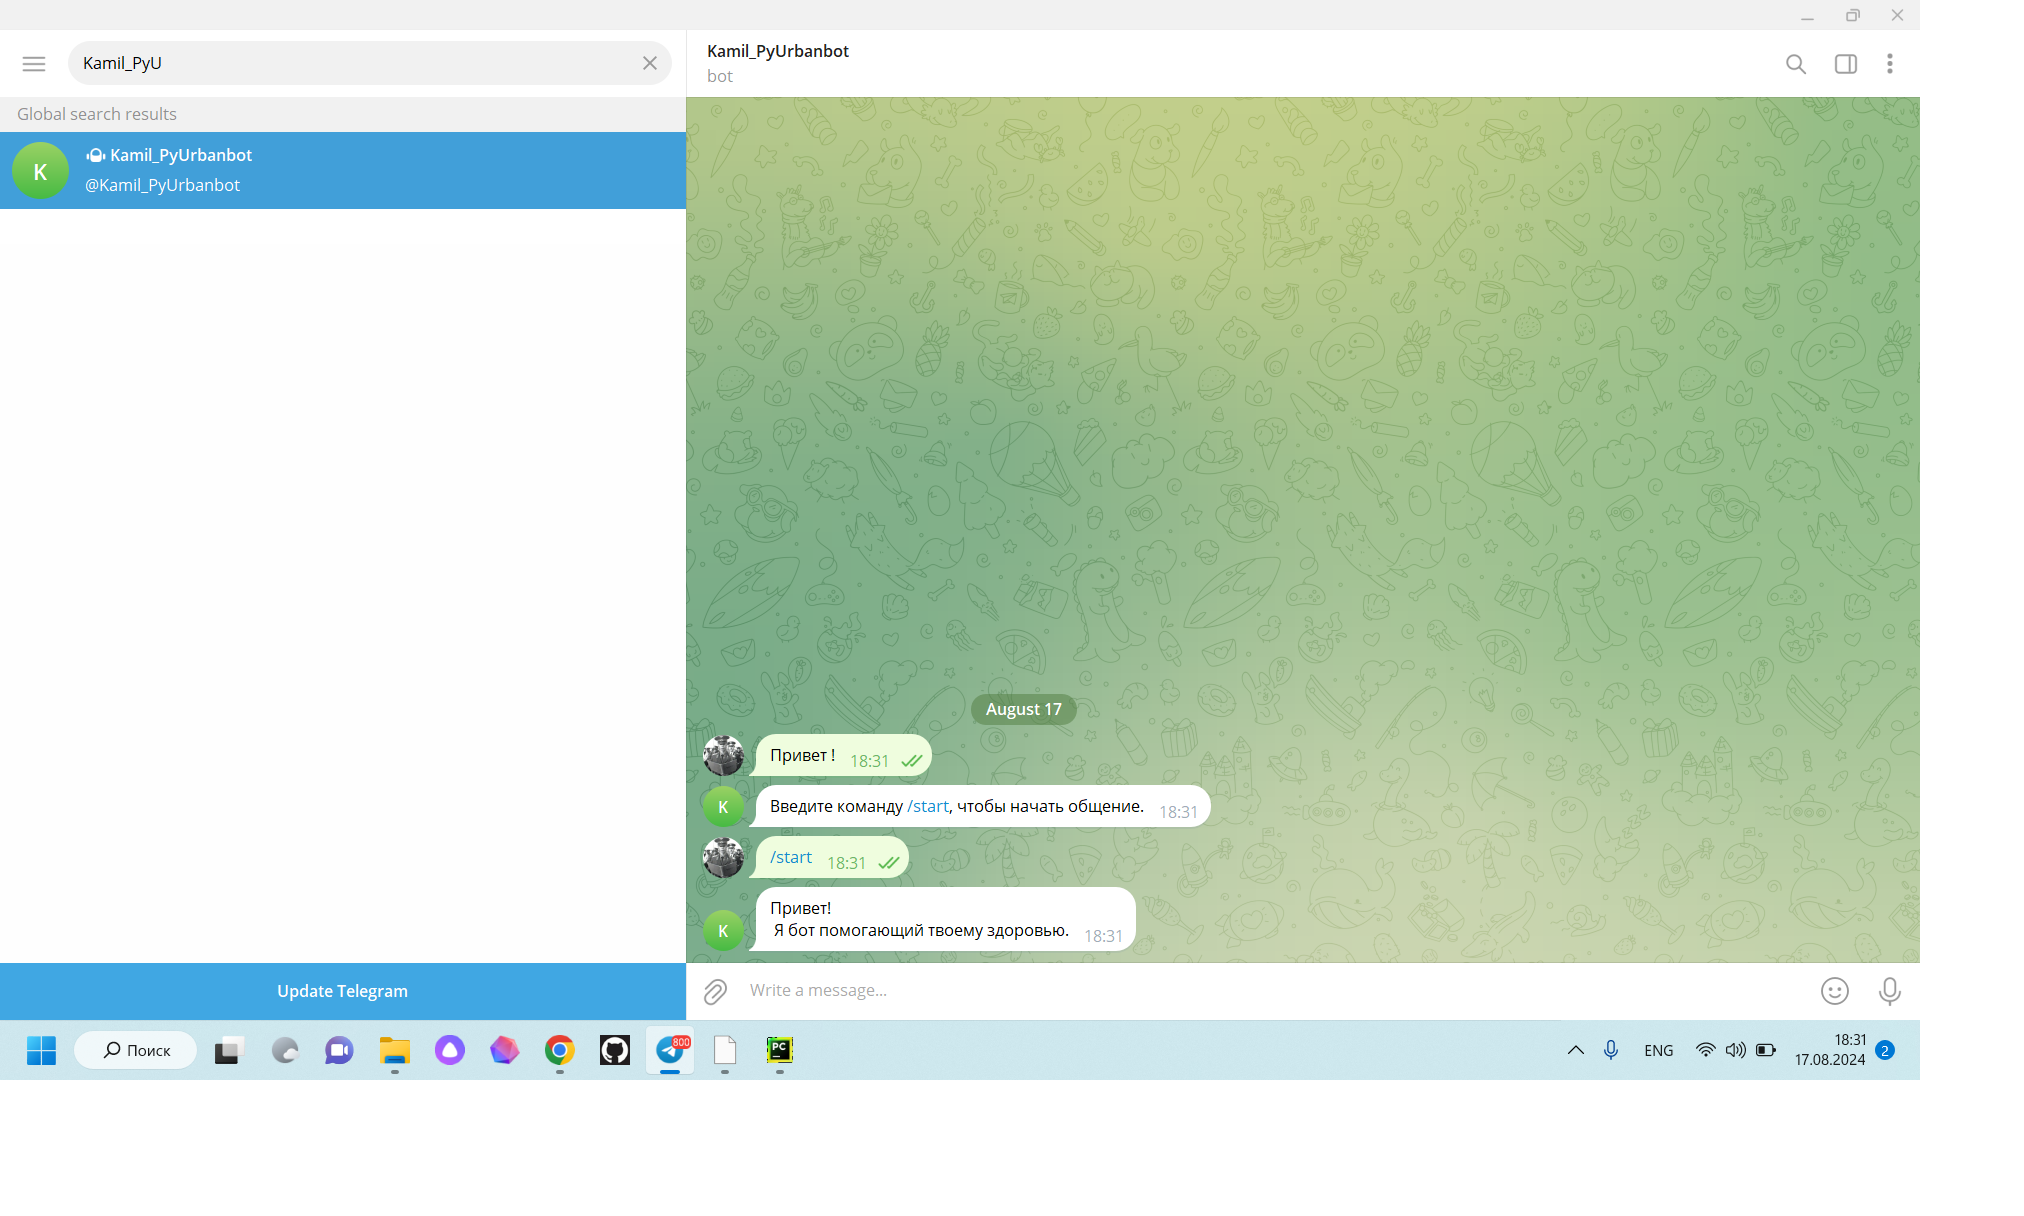 Kamil_PyU
Global search results
K
Kamil_PyUrbanbot
@Kamil_PyUrbanbot
Update Telegram
Kamil_PyUrbanbot
bot
August 17
Привет ! 18:31
K
Введите команду /start, чтобы начать общение. 18:31
/start 18:31
K
Привет!
Я бот помогающий твоему здоровью. 18:31
Write a message...
Поиск
800
PC
ENG
18:31
17.08.2024
2